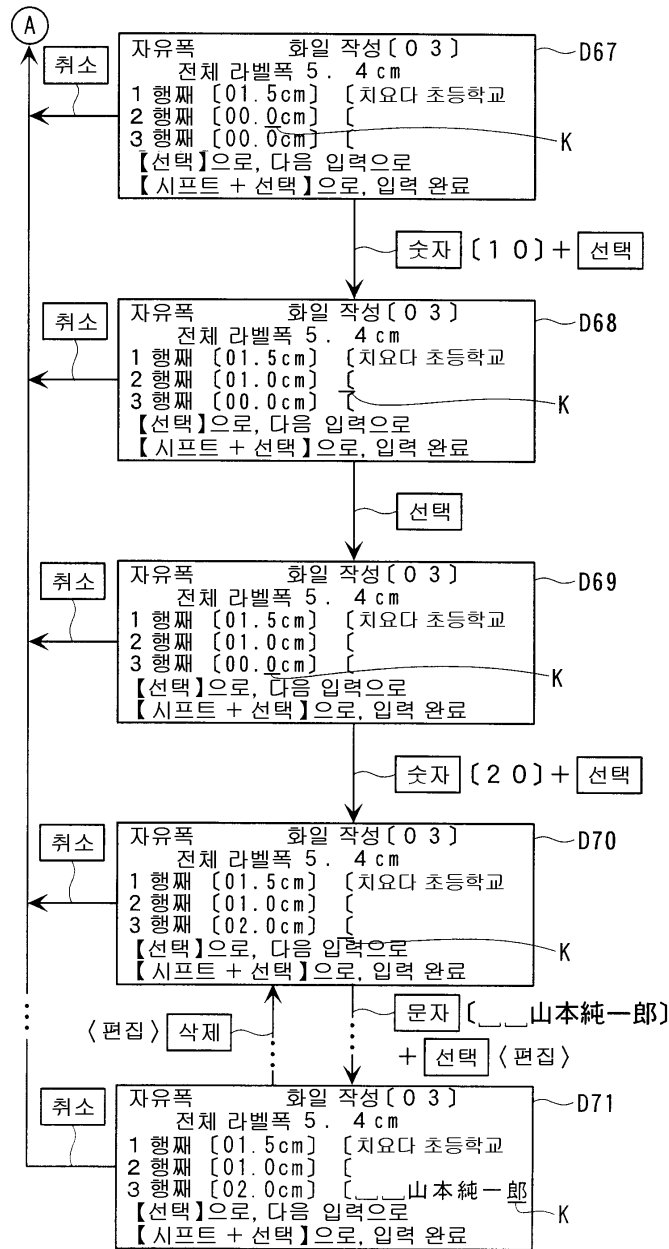 A
자유폭 화일 작성〔０３〕
전체 라벨폭 ５．４cm
1 행째 〔01.5cm〕 〔치요다 초등학교
2 행째 〔00.0cm〕 〔
3 행째 〔00.0cm〕 〔
【선택】으로, 다음 입력으로
【시프트 + 선택】으로, 입력 완료
취소
D67
K
숫자 〔１０〕+ 선택
자유폭 화일 작성〔０３〕
전체 라벨폭 ５．４cm
1 행째 〔01.5cm〕 〔치요다 초등학교
2 행째 〔01.0cm〕 〔
3 행째 〔00.0cm〕 〔
【선택】으로, 다음 입력으로
【시프트 + 선택】으로, 입력 완료
취소
D68
K
선택
자유폭 화일 작성〔０３〕
전체 라벨폭 ５．４cm
1 행째 〔01.5cm〕 〔치요다 초등학교
2 행째 〔01.0cm〕 〔
3 행째 〔00.0cm〕 〔
【선택】으로, 다음 입력으로
【시프트 + 선택】으로, 입력 완료
취소
D69
K
숫자 〔２０〕+ 선택
자유폭 화일 작성〔０３〕
전체 라벨폭 ５．４cm
1 행째 〔01.5cm〕 〔치요다 초등학교
2 행째 〔01.0cm〕 〔
3 행째 〔02.0cm〕 〔
【선택】으로, 다음 입력으로
【시프트 + 선택】으로, 입력 완료
취소
D70
K
〈편집〉 삭제
문자 〔␣␣山本純一郎〕
+ 선택 〈편집〉
자유폭 화일 작성〔０３〕
전체 라벨폭 ５．４cm
1 행째 〔01.5cm〕 〔치요다 초등학교
2 행째 〔01.0cm〕 〔
3 행째 〔02.0cm〕 〔␣␣山本純一郎
【선택】으로, 다음 입력으로
【시프트 + 선택】으로, 입력 완료
취소
D71
K